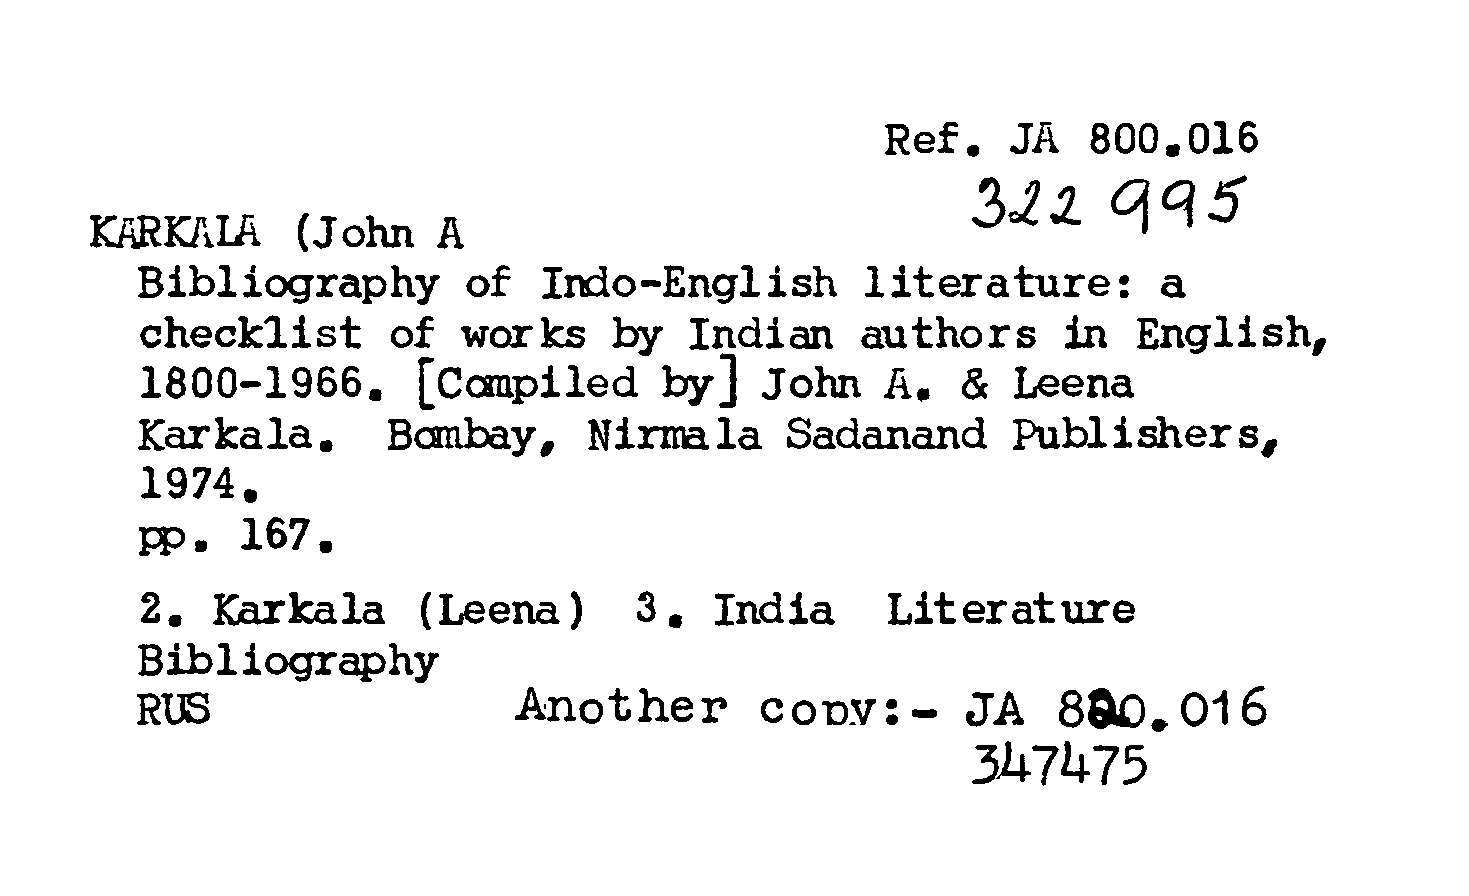 Ref. JA 800.016
322 995
KARKALA (John A
Bibliography of Indo-English literature: a
checklist of works by Indian authors in English,
1800-1966. [Compiled by] John A. & Leena
Karkala. Bombay, Nirmala Sadanand Publishers,
1974.
pp. 167.
2. Karkala (Leena) 3. India Literature
Bibliography
RUS Another copy:- JA 820.016
347475